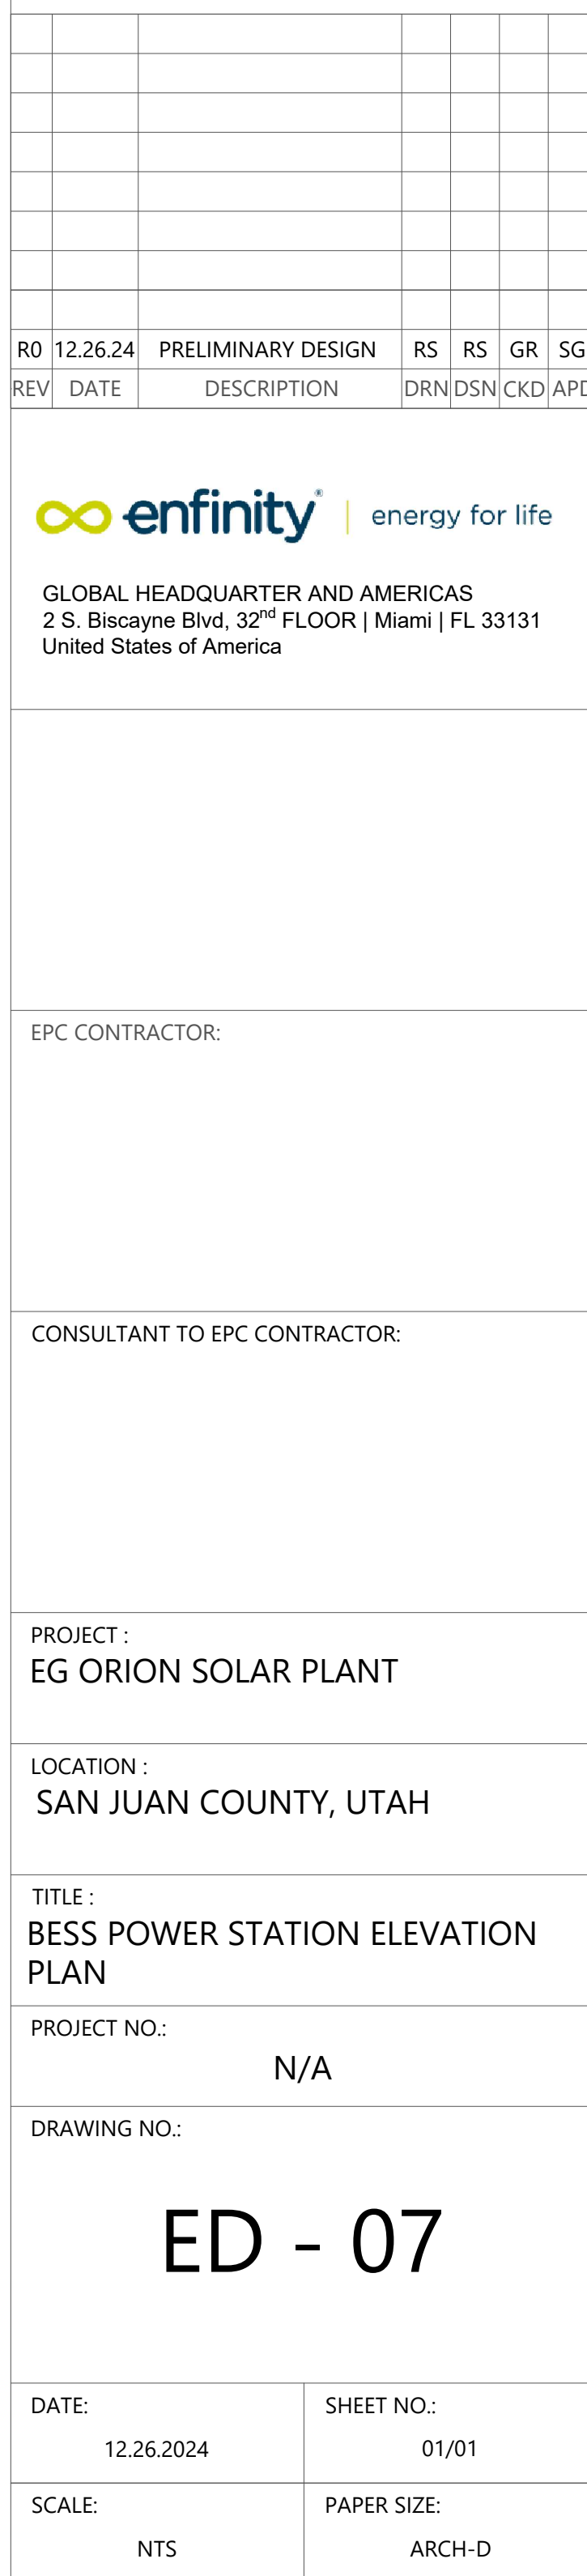 R0 12.26.24 PRELIMINARY DESIGN RS RS GR SG
REV DATE DESCRIPTION DRN DSN CKD APD
enfinity® | energy for life
GLOBAL HEADQUARTER AND AMERICAS
2 S. Biscayne Blvd, 32nd FLOOR | Miami | FL 33131
United States of America
EPC CONTRACTOR:
CONSULTANT TO EPC CONTRACTOR:
PROJECT :
EG ORION SOLAR PLANT
LOCATION :
SAN JUAN COUNTY, UTAH
TITLE :
BESS POWER STATION ELEVATION
PLAN
PROJECT NO.:
N/A
DRAWING NO.:
ED - 07
DATE: SHEET NO.:
12.26.2024 01/01
SCALE: PAPER SIZE:
NTS ARCH-D